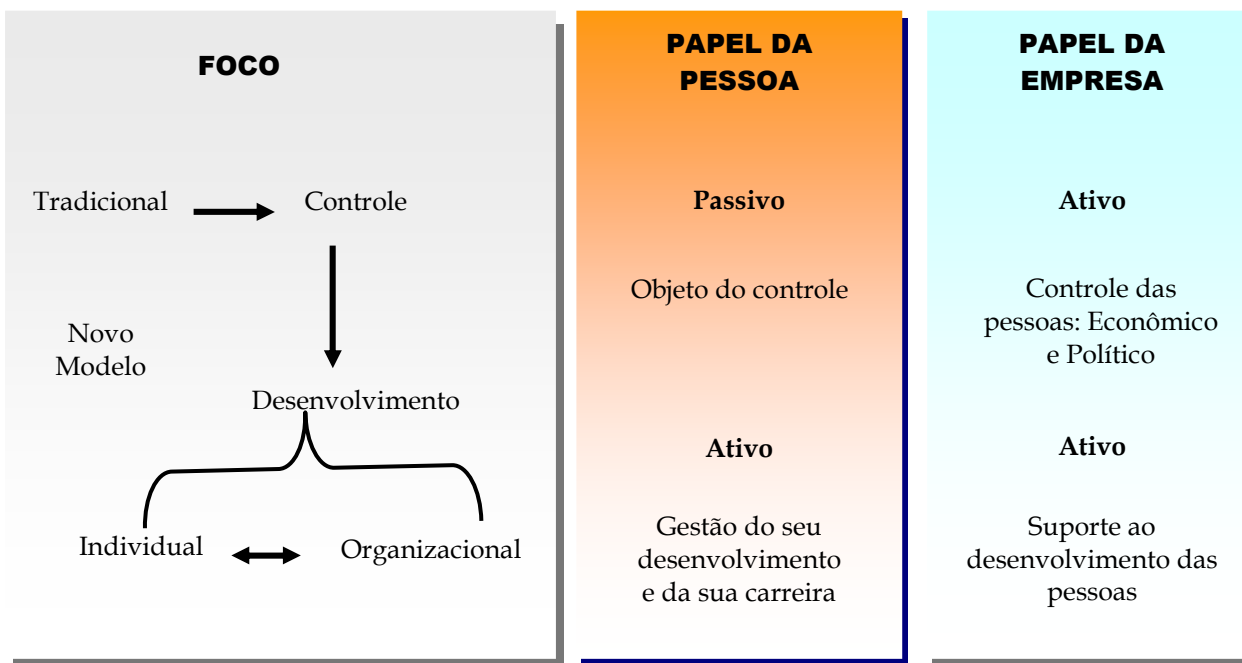 FOCO
Tradicional
Controle
Novo
Modelo
Desenvolvimento
Individual
Organizacional
PAPEL DA
PESSOA
Passivo
Objeto do controle
Ativo
Gestão do seu
desenvolvimento
e da sua carreira
PAPEL DA
EMPRESA
Ativo
Controle das
pessoas: Econômico
e Político
Ativo
Suporte ao
desenvolvimento das
pessoas